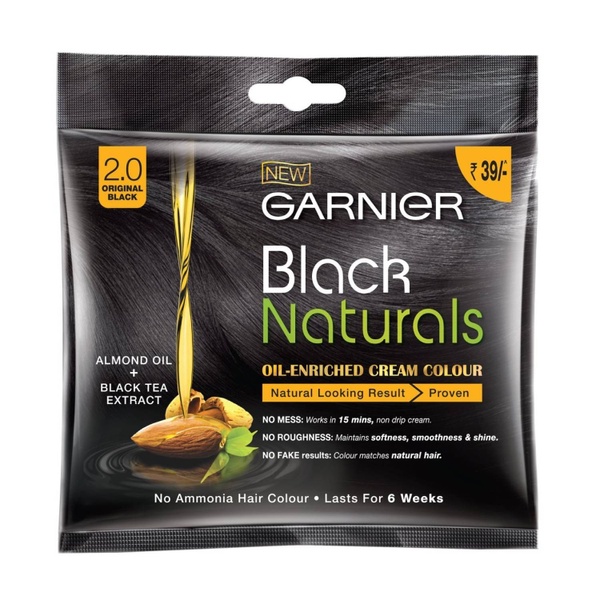 2.0
ORIGINAL
BLACK
₹ 39/-*
NEW
GARNIER
Black
Naturals
OIL-ENRICHED CREAM COLOUR
Natural Looking Result > Proven
ALMOND OIL
+
BLACK TEA
EXTRACT
NO MESS: Works in 15 mins, non drip cream.
NO ROUGHNESS: Maintains softness, smoothness & shine.
NO FAKE results: Colour matches natural hair.
No Ammonia Hair Colour • Lasts For 6 Weeks